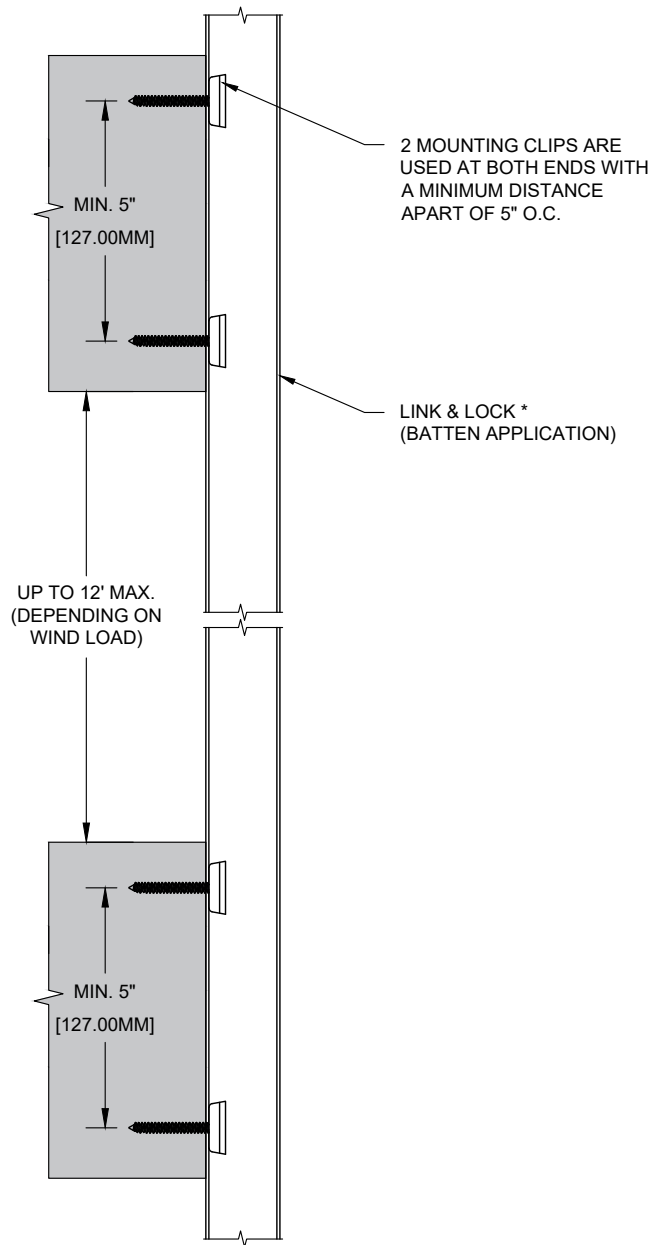 2 MOUNTING CLIPS ARE
USED AT BOTH ENDS WITH
A MINIMUM DISTANCE
APART OF 5" O.C.
MIN. 5"
[127.00MM]
LINK & LOCK *
(BATTEN APPLICATION)
UP TO 12' MAX.
(DEPENDING ON
WIND LOAD)
MIN. 5"
[127.00MM]